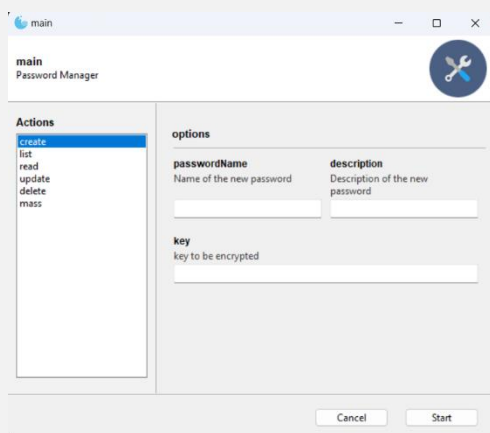 main
main
Password Manager
Actions
create
list
read
update
delete
mass
options
passwordName
Name of the new password
description
Description of the new
password
key
key to be encrypted
Cancel
Start